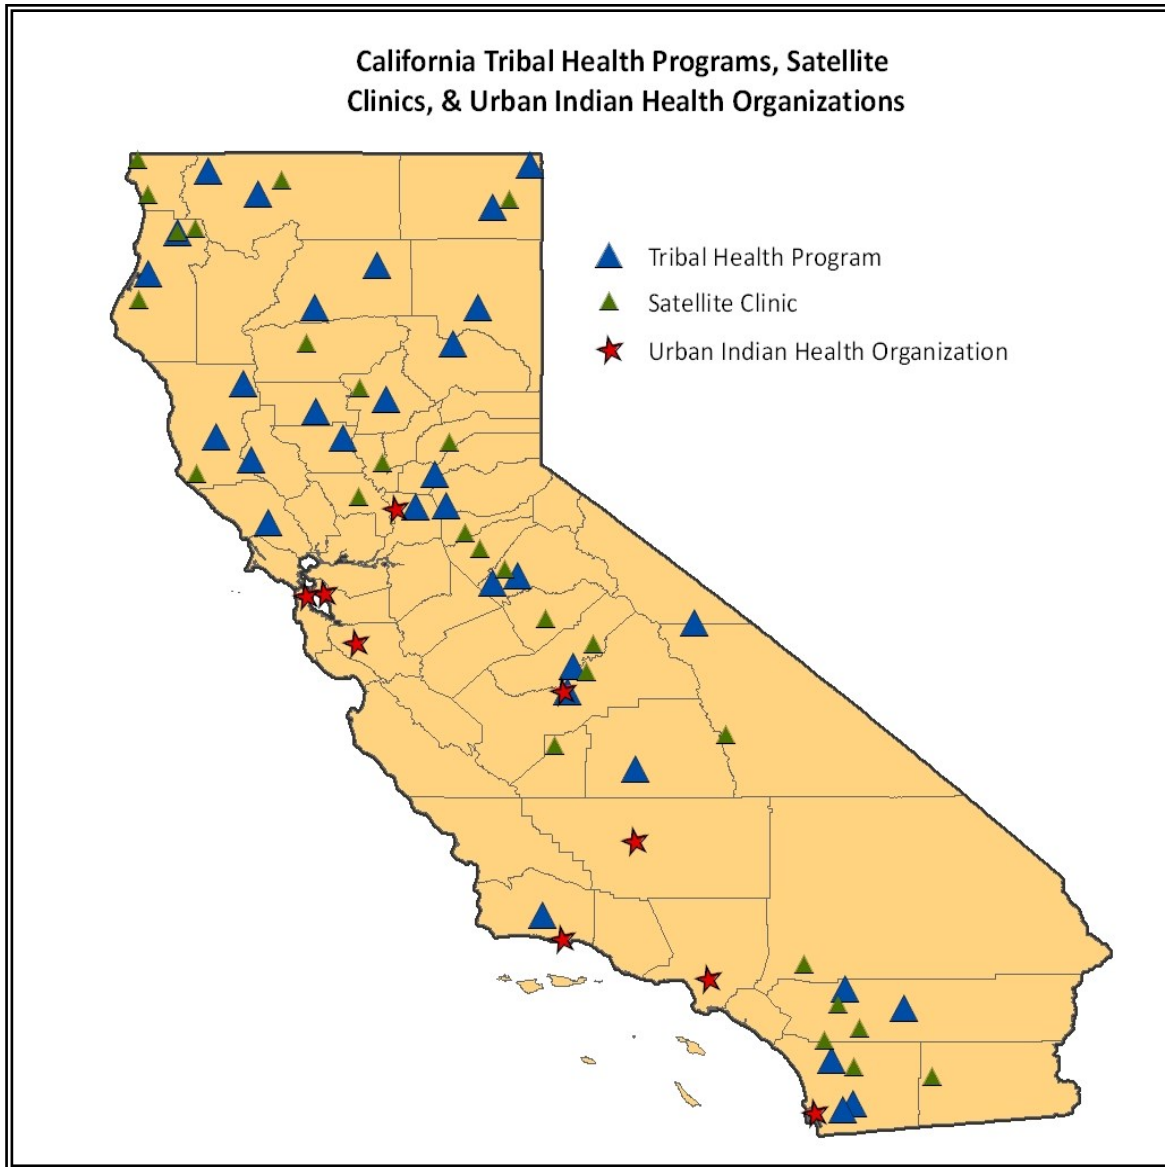 California Tribal Health Programs, Satellite
Clinics, & Urban Indian Health Organizations
Tribal Health Program
Satellite Clinic
Urban Indian Health Organization